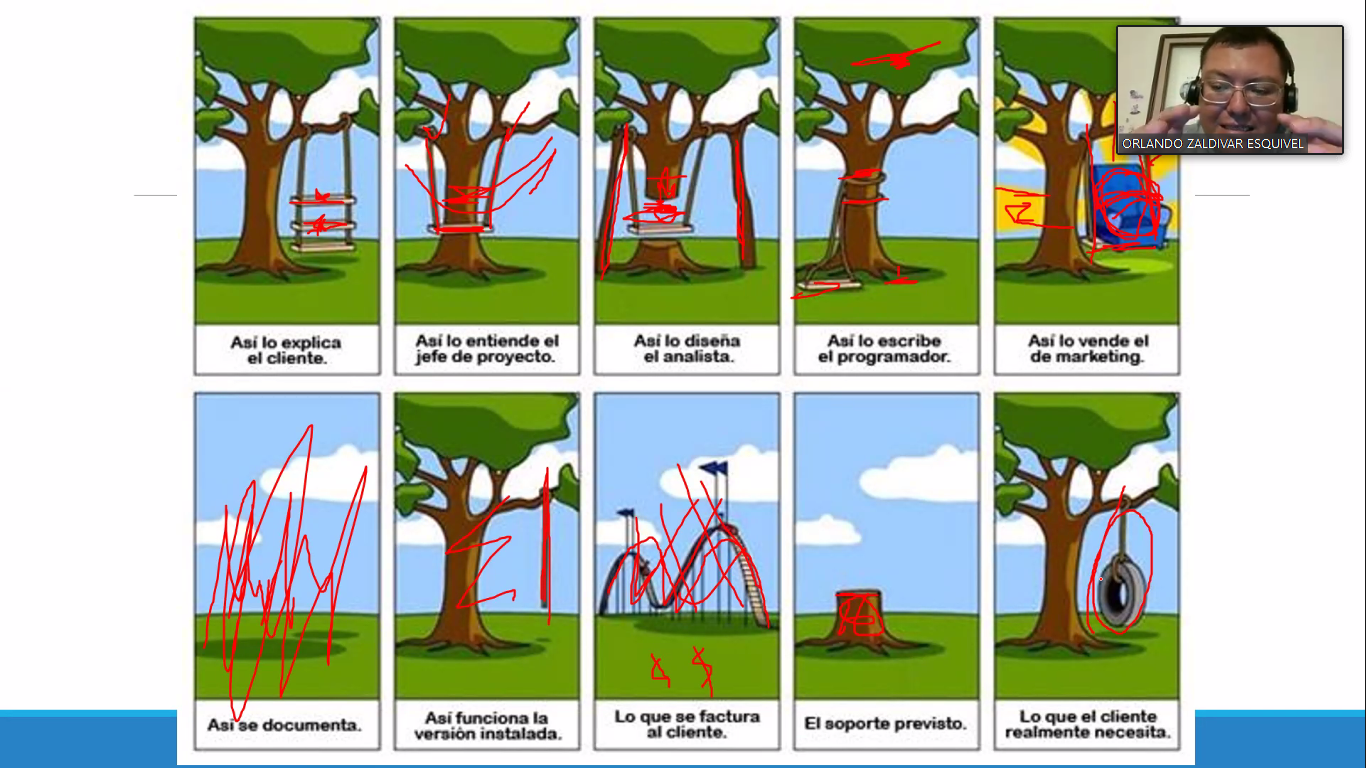 ORLANDO ZALDIVAR ESQUIVEL
Así lo explica
el cliente.
Así lo entiende el
jefe de proyecto.
Así lo diseña
el analista.
Así lo escribe
el programador.
Así lo vende el
de marketing.
Así se documenta.
Así funciona la
versión instalada.
Lo que se factura
al cliente.
El soporte previsto.
Lo que el cliente
realmente necesita.